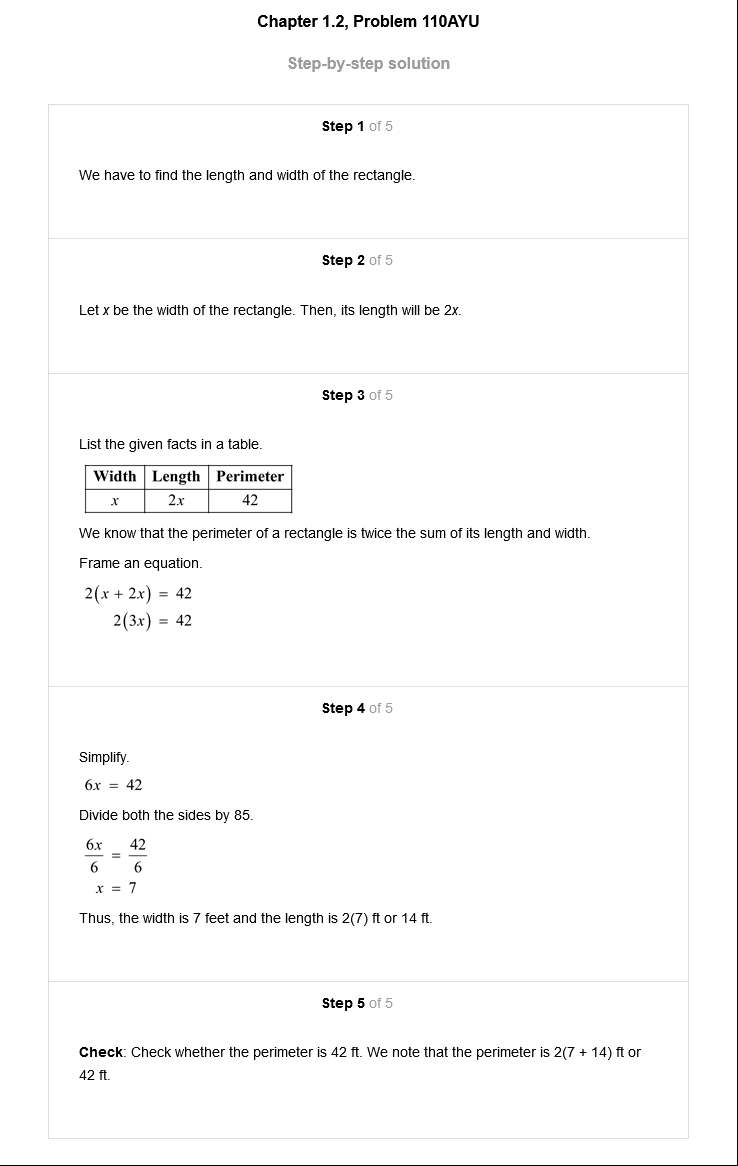 Chapter 1.2, Problem 110AYU
Step-by-step solution
Step 1 of 5
We have to find the length and width of the rectangle.
Step 2 of 5
Let x be the width of the rectangle. Then, its length will be 2x.
Step 3 of 5
List the given facts in a table.
Width Length Perimeter
x 2x 42
We know that the perimeter of a rectangle is twice the sum of its length and width.
Frame an equation.
2(x + 2x) = 42
2(3x) = 42
Step 4 of 5
Simplify.
6x = 42
Divide both the sides by 85.
6x/6 = 42/6
x = 7
Thus, the width is 7 feet and the length is 2(7) ft or 14 ft.
Step 5 of 5
Check: Check whether the perimeter is 42 ft. We note that the perimeter is 2(7 + 14) ft or
42 ft.